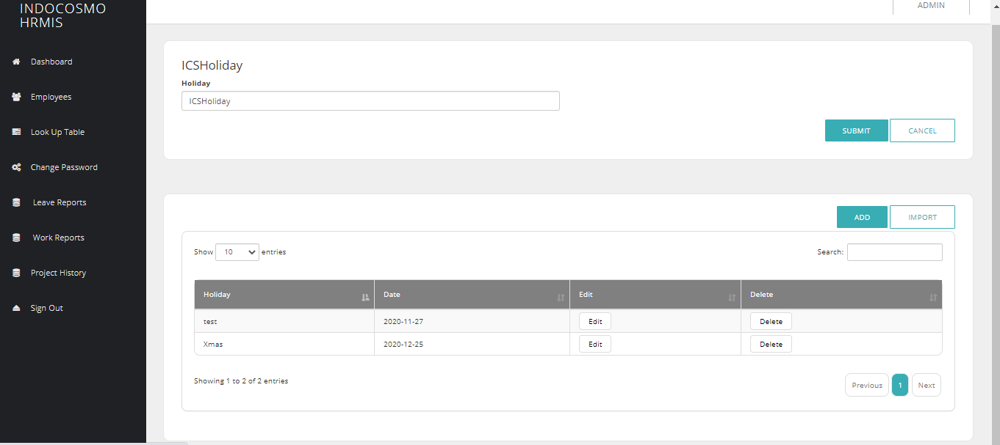 INDOCOSMO
HRMIS
ADMIN
Dashboard
Employees
Look Up Table
Change Password
Leave Reports
Work Reports
Project History
Sign Out
ICSHoliday
Holiday
ICSHoliday
SUBMIT CANCEL
ADD IMPORT
Show 10 entries Search:
Holiday Date Edit Delete
test 2020-11-27 Edit Delete
Xmas 2020-12-25 Edit Delete
Showing 1 to 2 of 2 entries Previous 1 Next